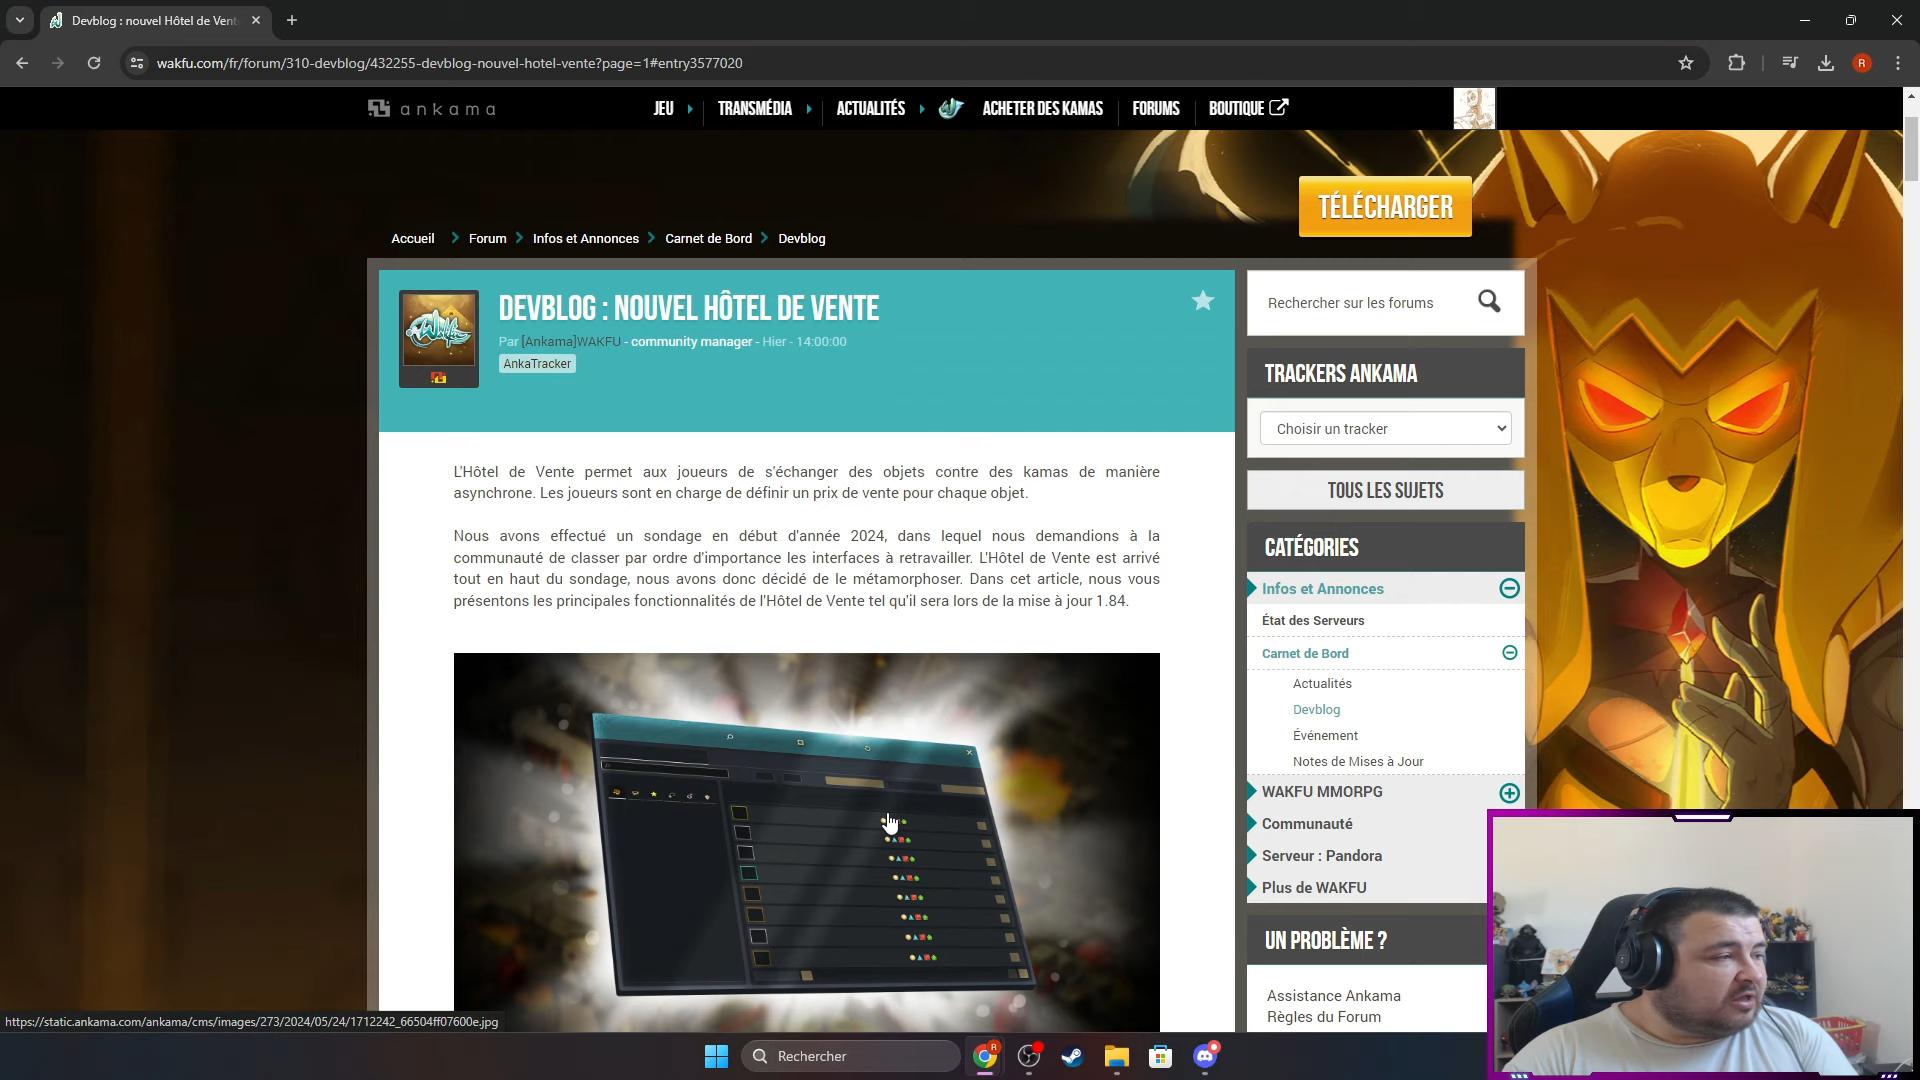 Devblog : nouvel Hôtel de Vent
wakfu.com/fr/forum/310-devblog/432255-devblog-nouvel-hotel-vente?page=1#entry3577020
R
ankama
JEU
TRANSMÉDIA
ACTUALITÉS
ACHETER DES KAMAS
FORUMS
BOUTIQUE
TÉLÉCHARGER
Accueil
Forum
Infos et Annonces
Carnet de Bord
Devblog
Wakfu
DEVBLOG : NOUVEL HÔTEL DE VENTE
Par [Ankama]WAKFU - community manager - Hier - 14:00:00
AnkaTracker
L'Hôtel de Vente permet aux joueurs de s'échanger des objets contre des kamas de manière
asynchrone. Les joueurs sont en charge de définir un prix de vente pour chaque objet.
Nous avons effectué un sondage en début d'année 2024, dans lequel nous demandions à la
communauté de classer par ordre d'importance les interfaces à retravailler. L'Hôtel de Vente est arrivé
tout en haut du sondage, nous avons donc décidé de le métamorphoser. Dans cet article, nous vous
présentons les principales fonctionnalités de l'Hôtel de Vente tel qu'il sera lors de la mise à jour 1.84.
Rechercher sur les forums
TRACKERS ANKAMA
Choisir un tracker
TOUS LES SUJETS
CATÉGORIES
Infos et Annonces
État des Serveurs
Carnet de Bord
Actualités
Devblog
Événement
Notes de Mises à Jour
WAKFU MMORPG
Communauté
Serveur : Pandora
Plus de WAKFU
UN PROBLÈME ?
Assistance Ankama
Règles du Forum
https://static.ankama.com/ankama/cms/images/273/2024/05/24/1712242_66504ff07600e.jpg
Rechercher
R